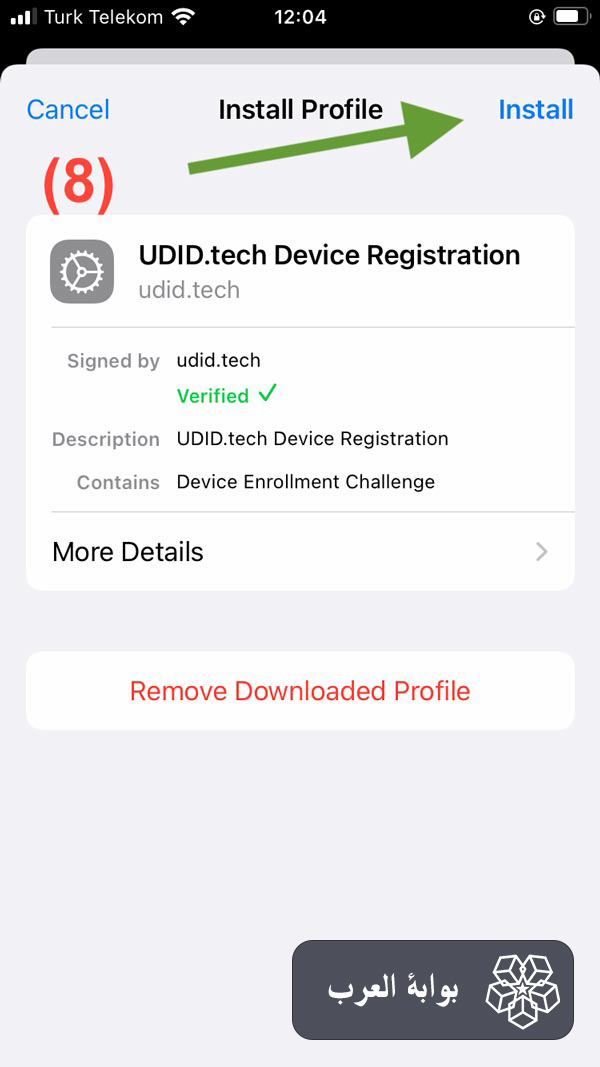 Turk Telekom 12:04
Cancel Install Profile Install
(8)
UDID.tech Device Registration
udid.tech
Signed by udid.tech
Verified
Description UDID.tech Device Registration
Contains Device Enrollment Challenge
More Details
Remove Downloaded Profile
بوابة العرب